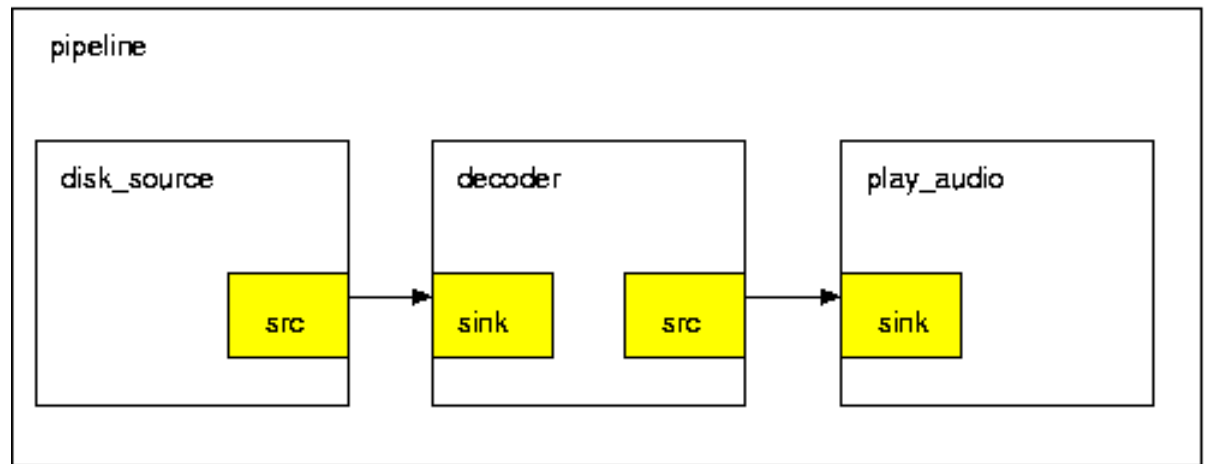 pipeline
disk_source
decoder
play_audio
src
sink
src
sink